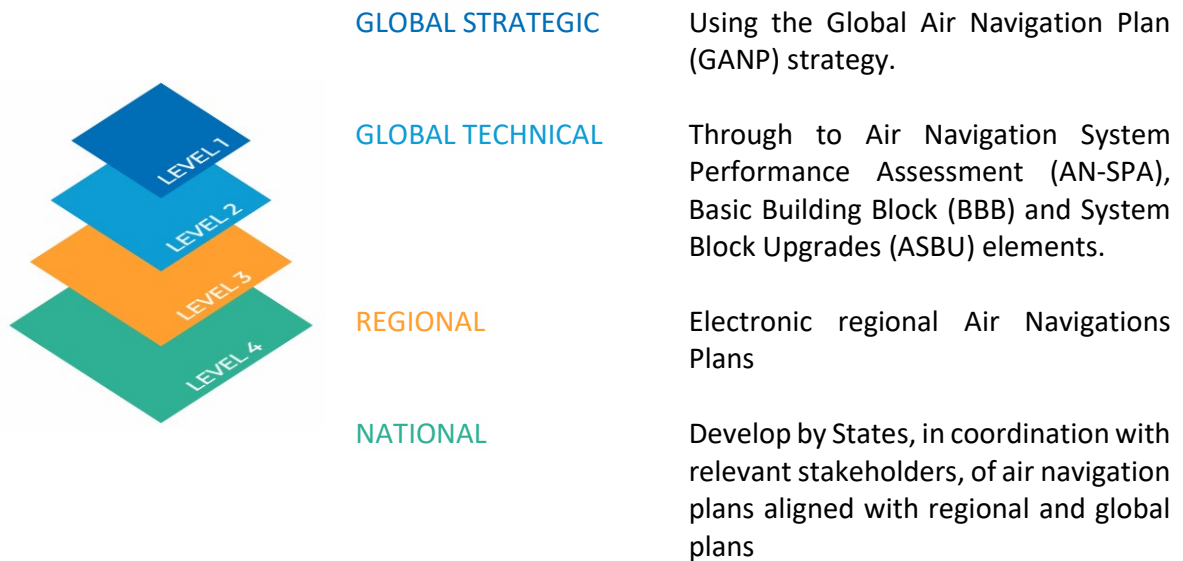 GLOBAL STRATEGIC
Using the Global Air Navigation Plan
(GANP) strategy.
LEVEL 1
GLOBAL TECHNICAL
Through to Air Navigation System
Performance Assessment (AN-SPA),
Basic Building Block (BBB) and System
Block Upgrades (ASBU) elements.
LEVEL 2
REGIONAL
Electronic regional Air Navigations
Plans
LEVEL 3
NATIONAL
Develop by States, in coordination with
relevant stakeholders, of air navigation
plans aligned with regional and global
plans
LEVEL 4